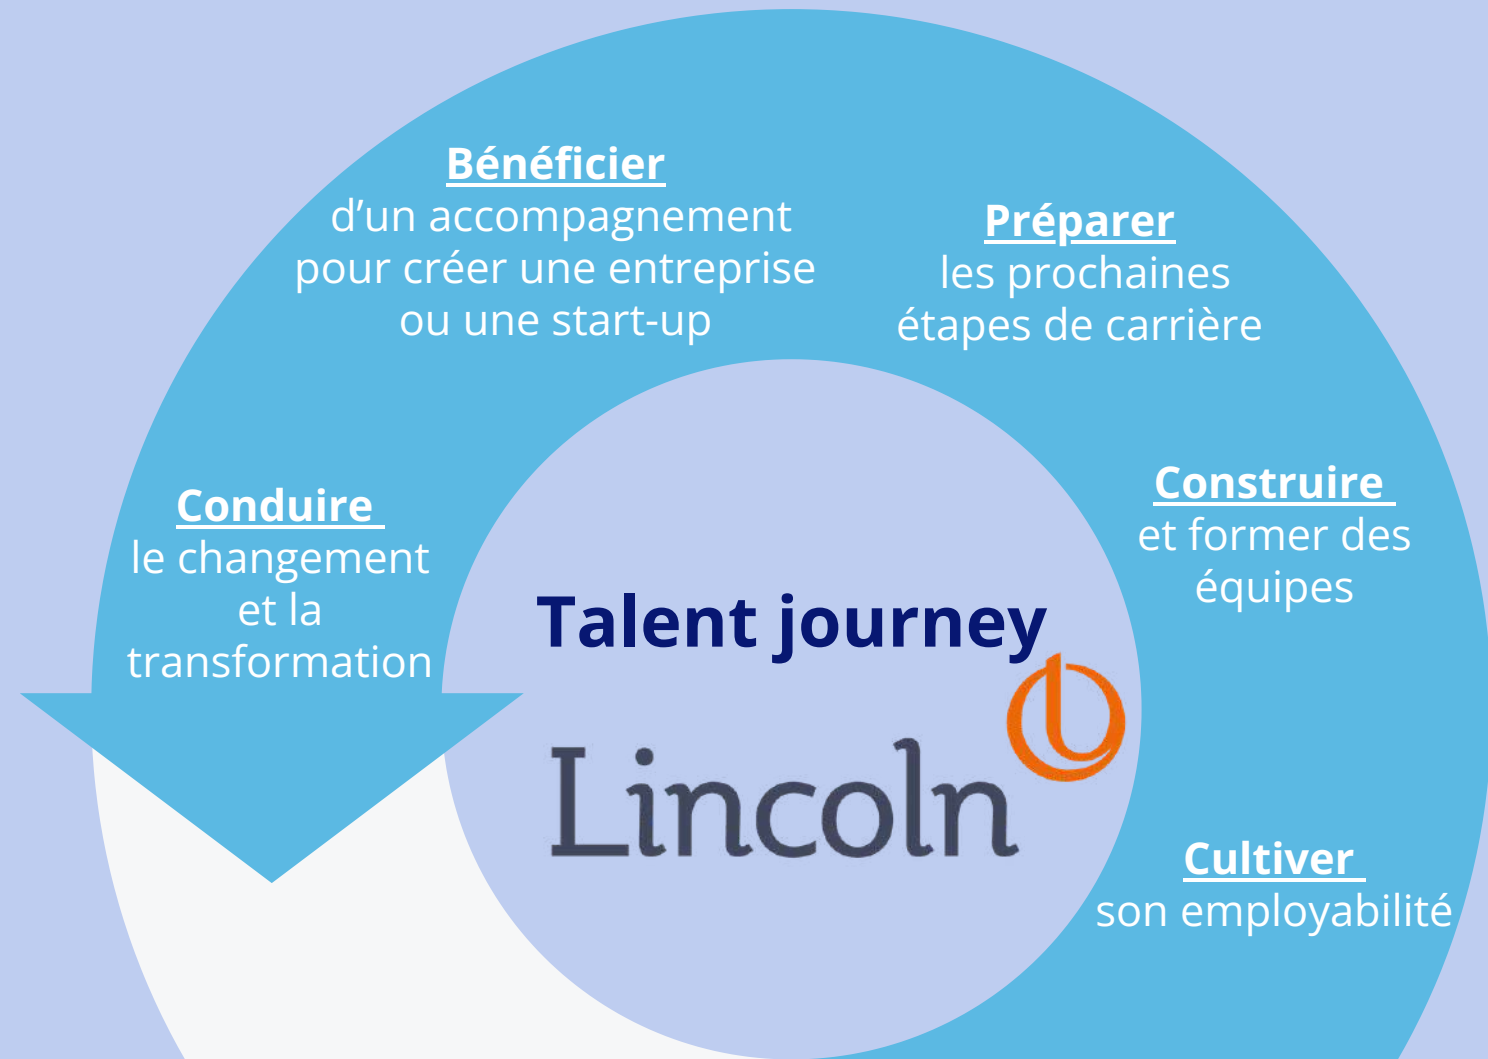 Bénéficier
d’un accompagnement
pour créer une entreprise
ou une start-up
Préparer
les prochaines
étapes de carrière
Construire
et former des
équipes
Conduire
le changement
et la
transformation
Talent journey
Lincoln
Cultiver
son employabilité